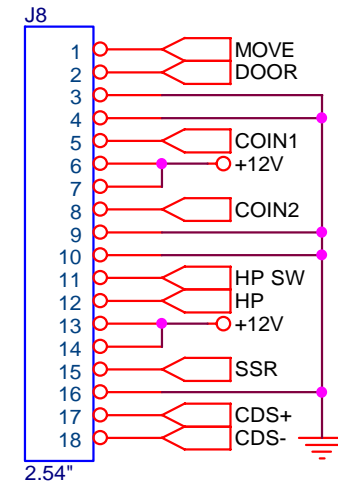 J8
1 MOVE
2 DOOR
3
4
5 COIN1
6 +12V
7
8 COIN2
9
10
11 HP SW
12 HP
13 +12V
14
15 SSR
16
17 CDS+
18 CDS-
2.54"